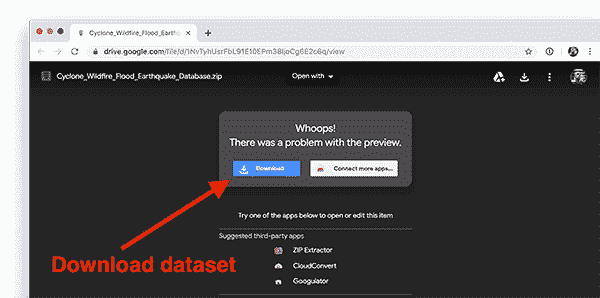 Cyclone_Wildfire_Flood_Earthqu
drive.google.com/file/d/1NvTyhUsrFbL91E10EPm38IjoCg6E2c6q/view
Cyclone_Wildfire_Flood_Earthquake_Database.zip
Open with
Whoops!
There was a problem with the preview.
Download
Connect more apps...
Try one of the apps below to open or edit this item
Suggested third-party apps
ZIP Extractor
Download dataset
CloudConvert
Googulator